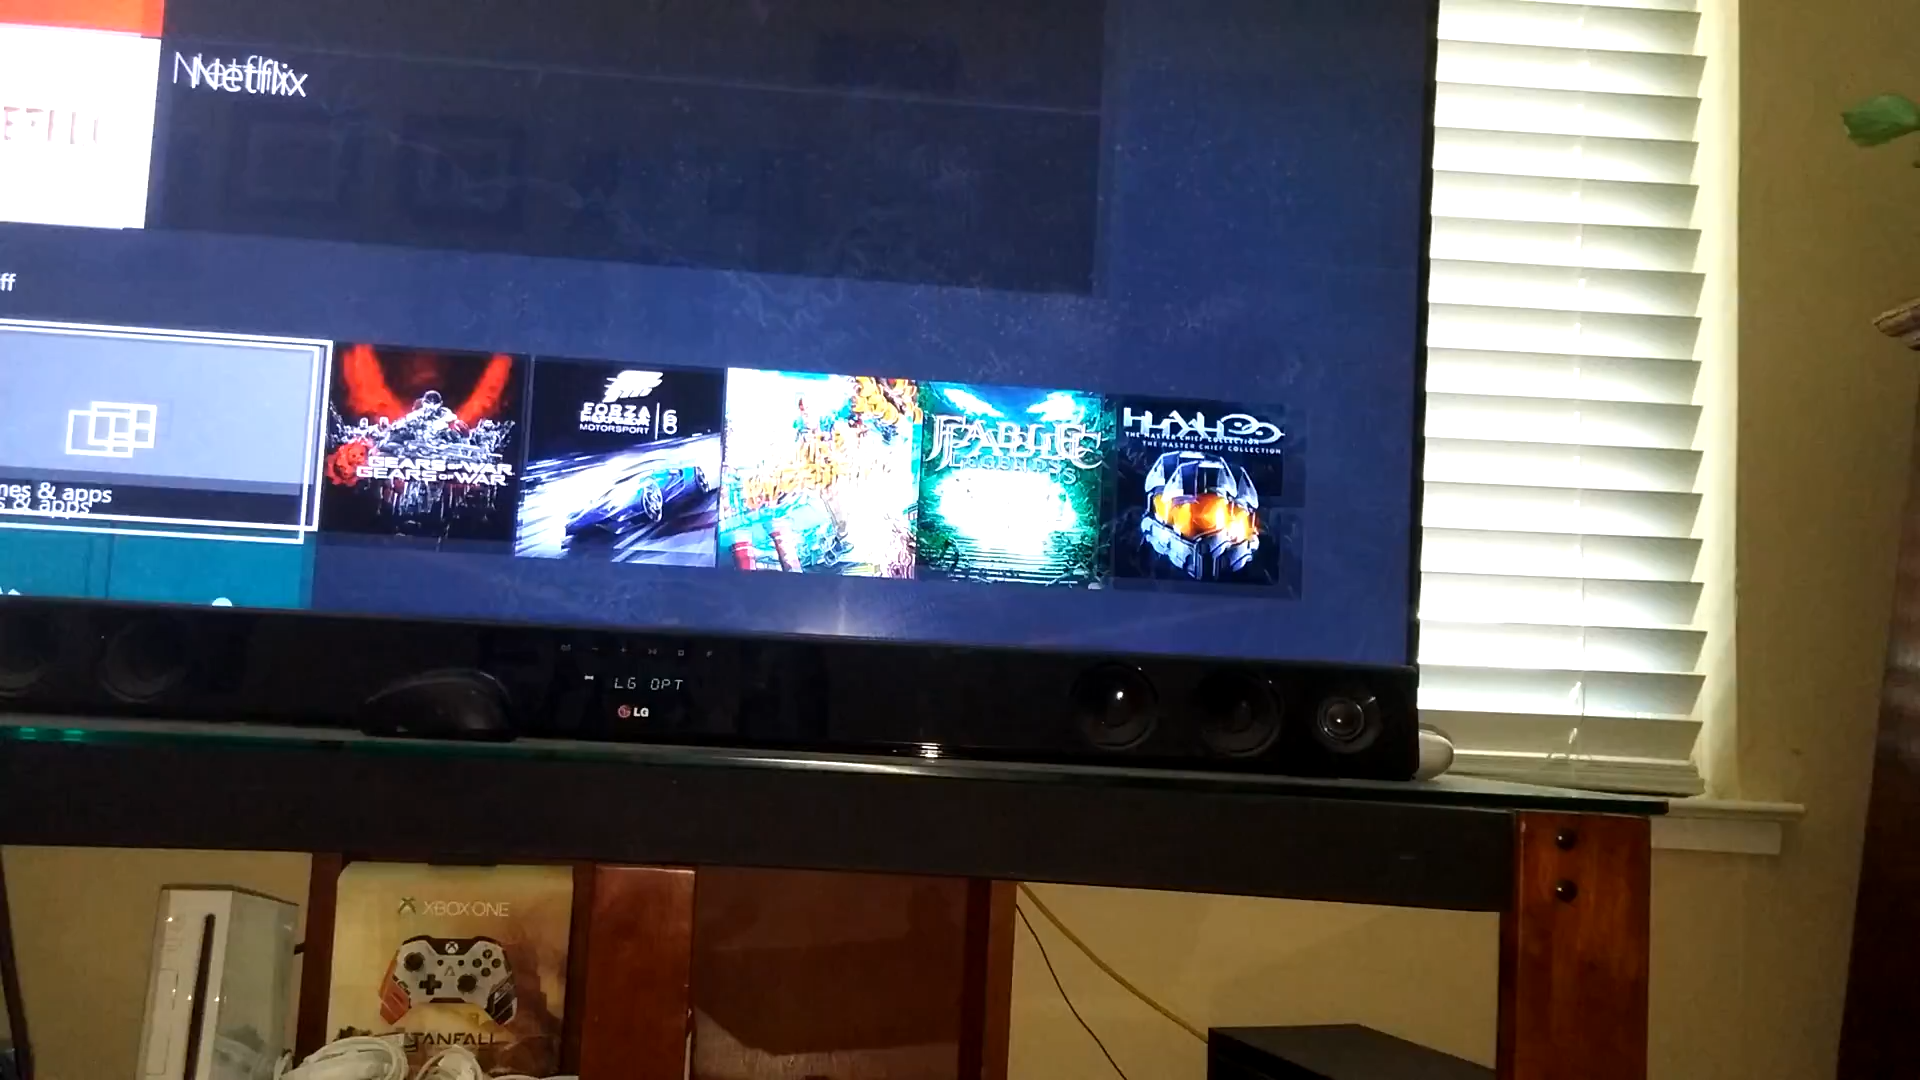 Netflix
ff
GEARS OF WAR
FORZA
MOTORSPORT 6
FABLE
LEGENDS
HALO
THE MASTER CHIEF COLLECTION
mes & apps
LG OPT
LG
XBOX ONE
TITANFALL